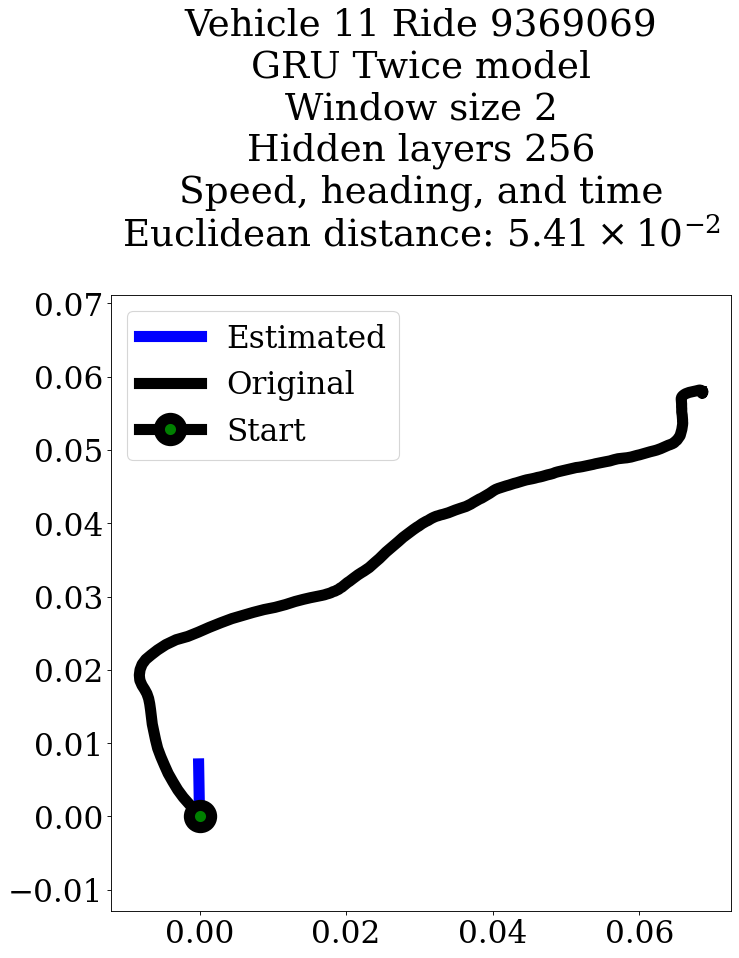 Vehicle 11 Ride 9369069
GRU Twice model
Window size 2
Hidden layers 256
Speed, heading, and time
Euclidean distance: 5.41 × 10⁻²
0.07
0.06
0.05
0.04
0.03
0.02
0.01
0.00
−0.01
Estimated
Original
Start
0.00 0.02 0.04 0.06